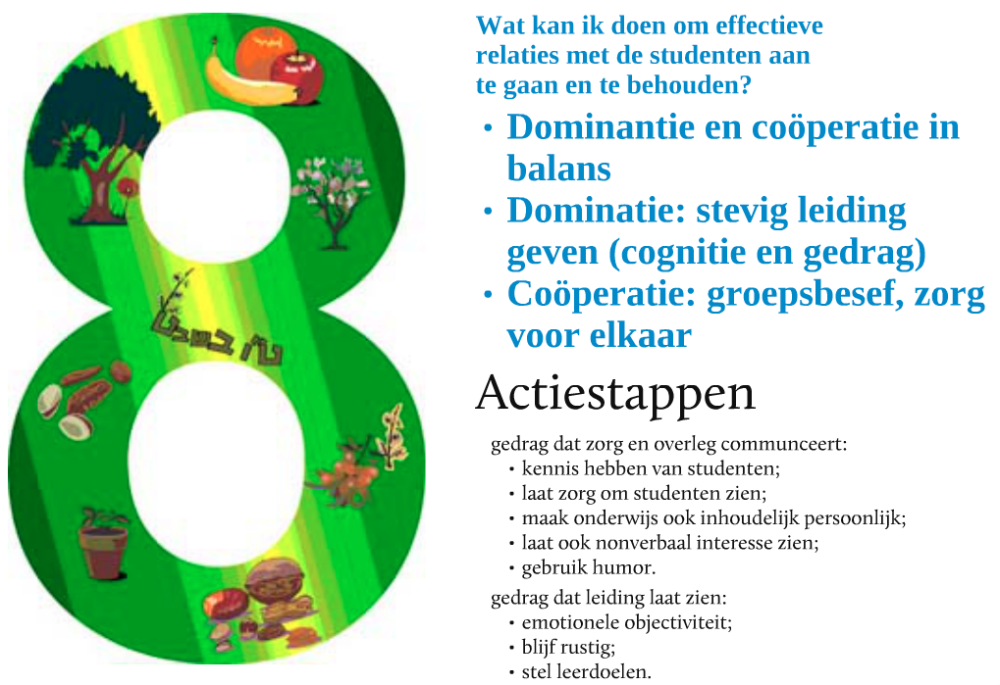 8
Wat kan ik doen om effectieve
relaties met de studenten aan
te gaan en te behouden?
• Dominantie en coöperatie in
balans
• Dominatie: stevig leiding
geven (cognitie en gedrag)
• Coöperatie: groepsbesef, zorg
voor elkaar
ט"ו בשבט
Actiestappen
gedrag dat zorg en overleg communceert:
• kennis hebben van studenten;
• laat zorg om studenten zien;
• maak onderwijs ook inhoudelijk persoonlijk;
• laat ook nonverbaal interesse zien;
• gebruik humor.
gedrag dat leiding laat zien:
• emotionele objectiviteit;
• blijf rustig;
• stel leerdoelen.